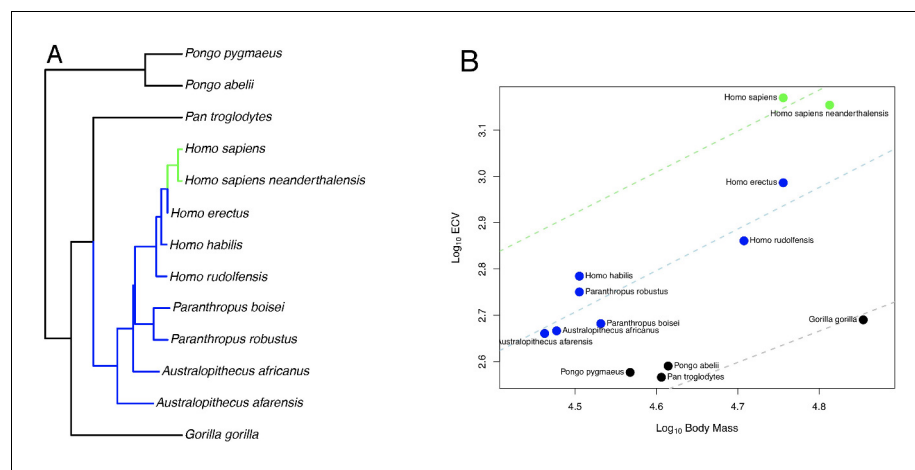 A
Pongo pygmaeus
Pongo abelii
Pan troglodytes
Homo sapiens
Homo sapiens neanderthalensis
Homo erectus
Homo habilis
Homo rudolfensis
Paranthropus boisei
Paranthropus robustus
Australopithecus africanus
Australopithecus afarensis
Gorilla gorilla
B
Homo sapiens
Homo sapiens neanderthalensis
Homo erectus
Homo rudolfensis
Homo habilis
Paranthropus robustus
Paranthropus boisei
Australopithecus africanus
ustralopithecus afarensis
Gorilla gorilla
Pongo abelii
Pongo pygmaeus
Pan troglodytes
3.1
3.0
2.9
2.8
2.7
2.6
Log10 ECV
4.5 4.6 4.7 4.8
Log10 Body Mass